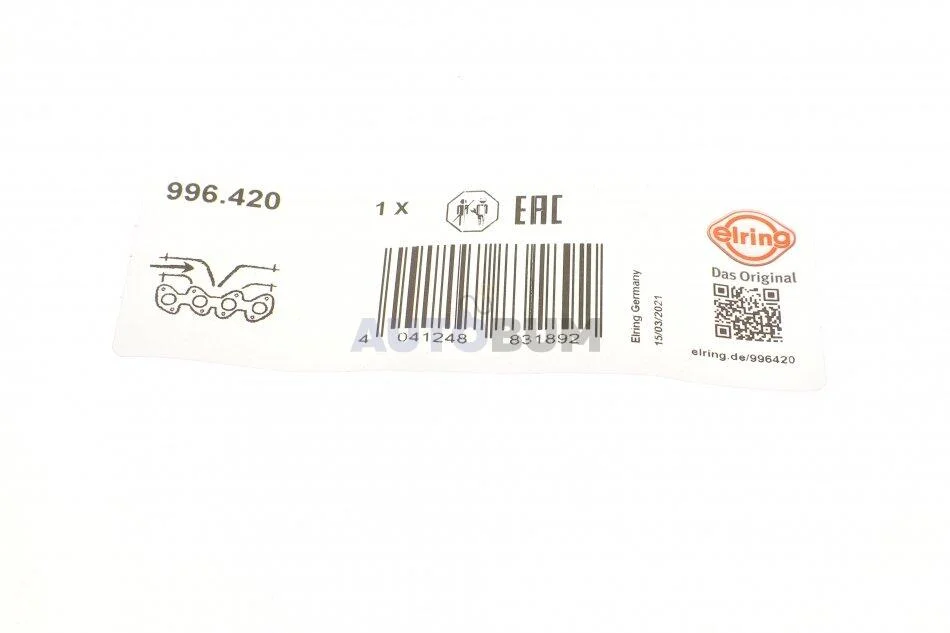 996.420
1 X
EAC
elring
Das Original
elring.de/996420
4 041248 831892
Elring Germany
15/03/2021
AUTOBUM